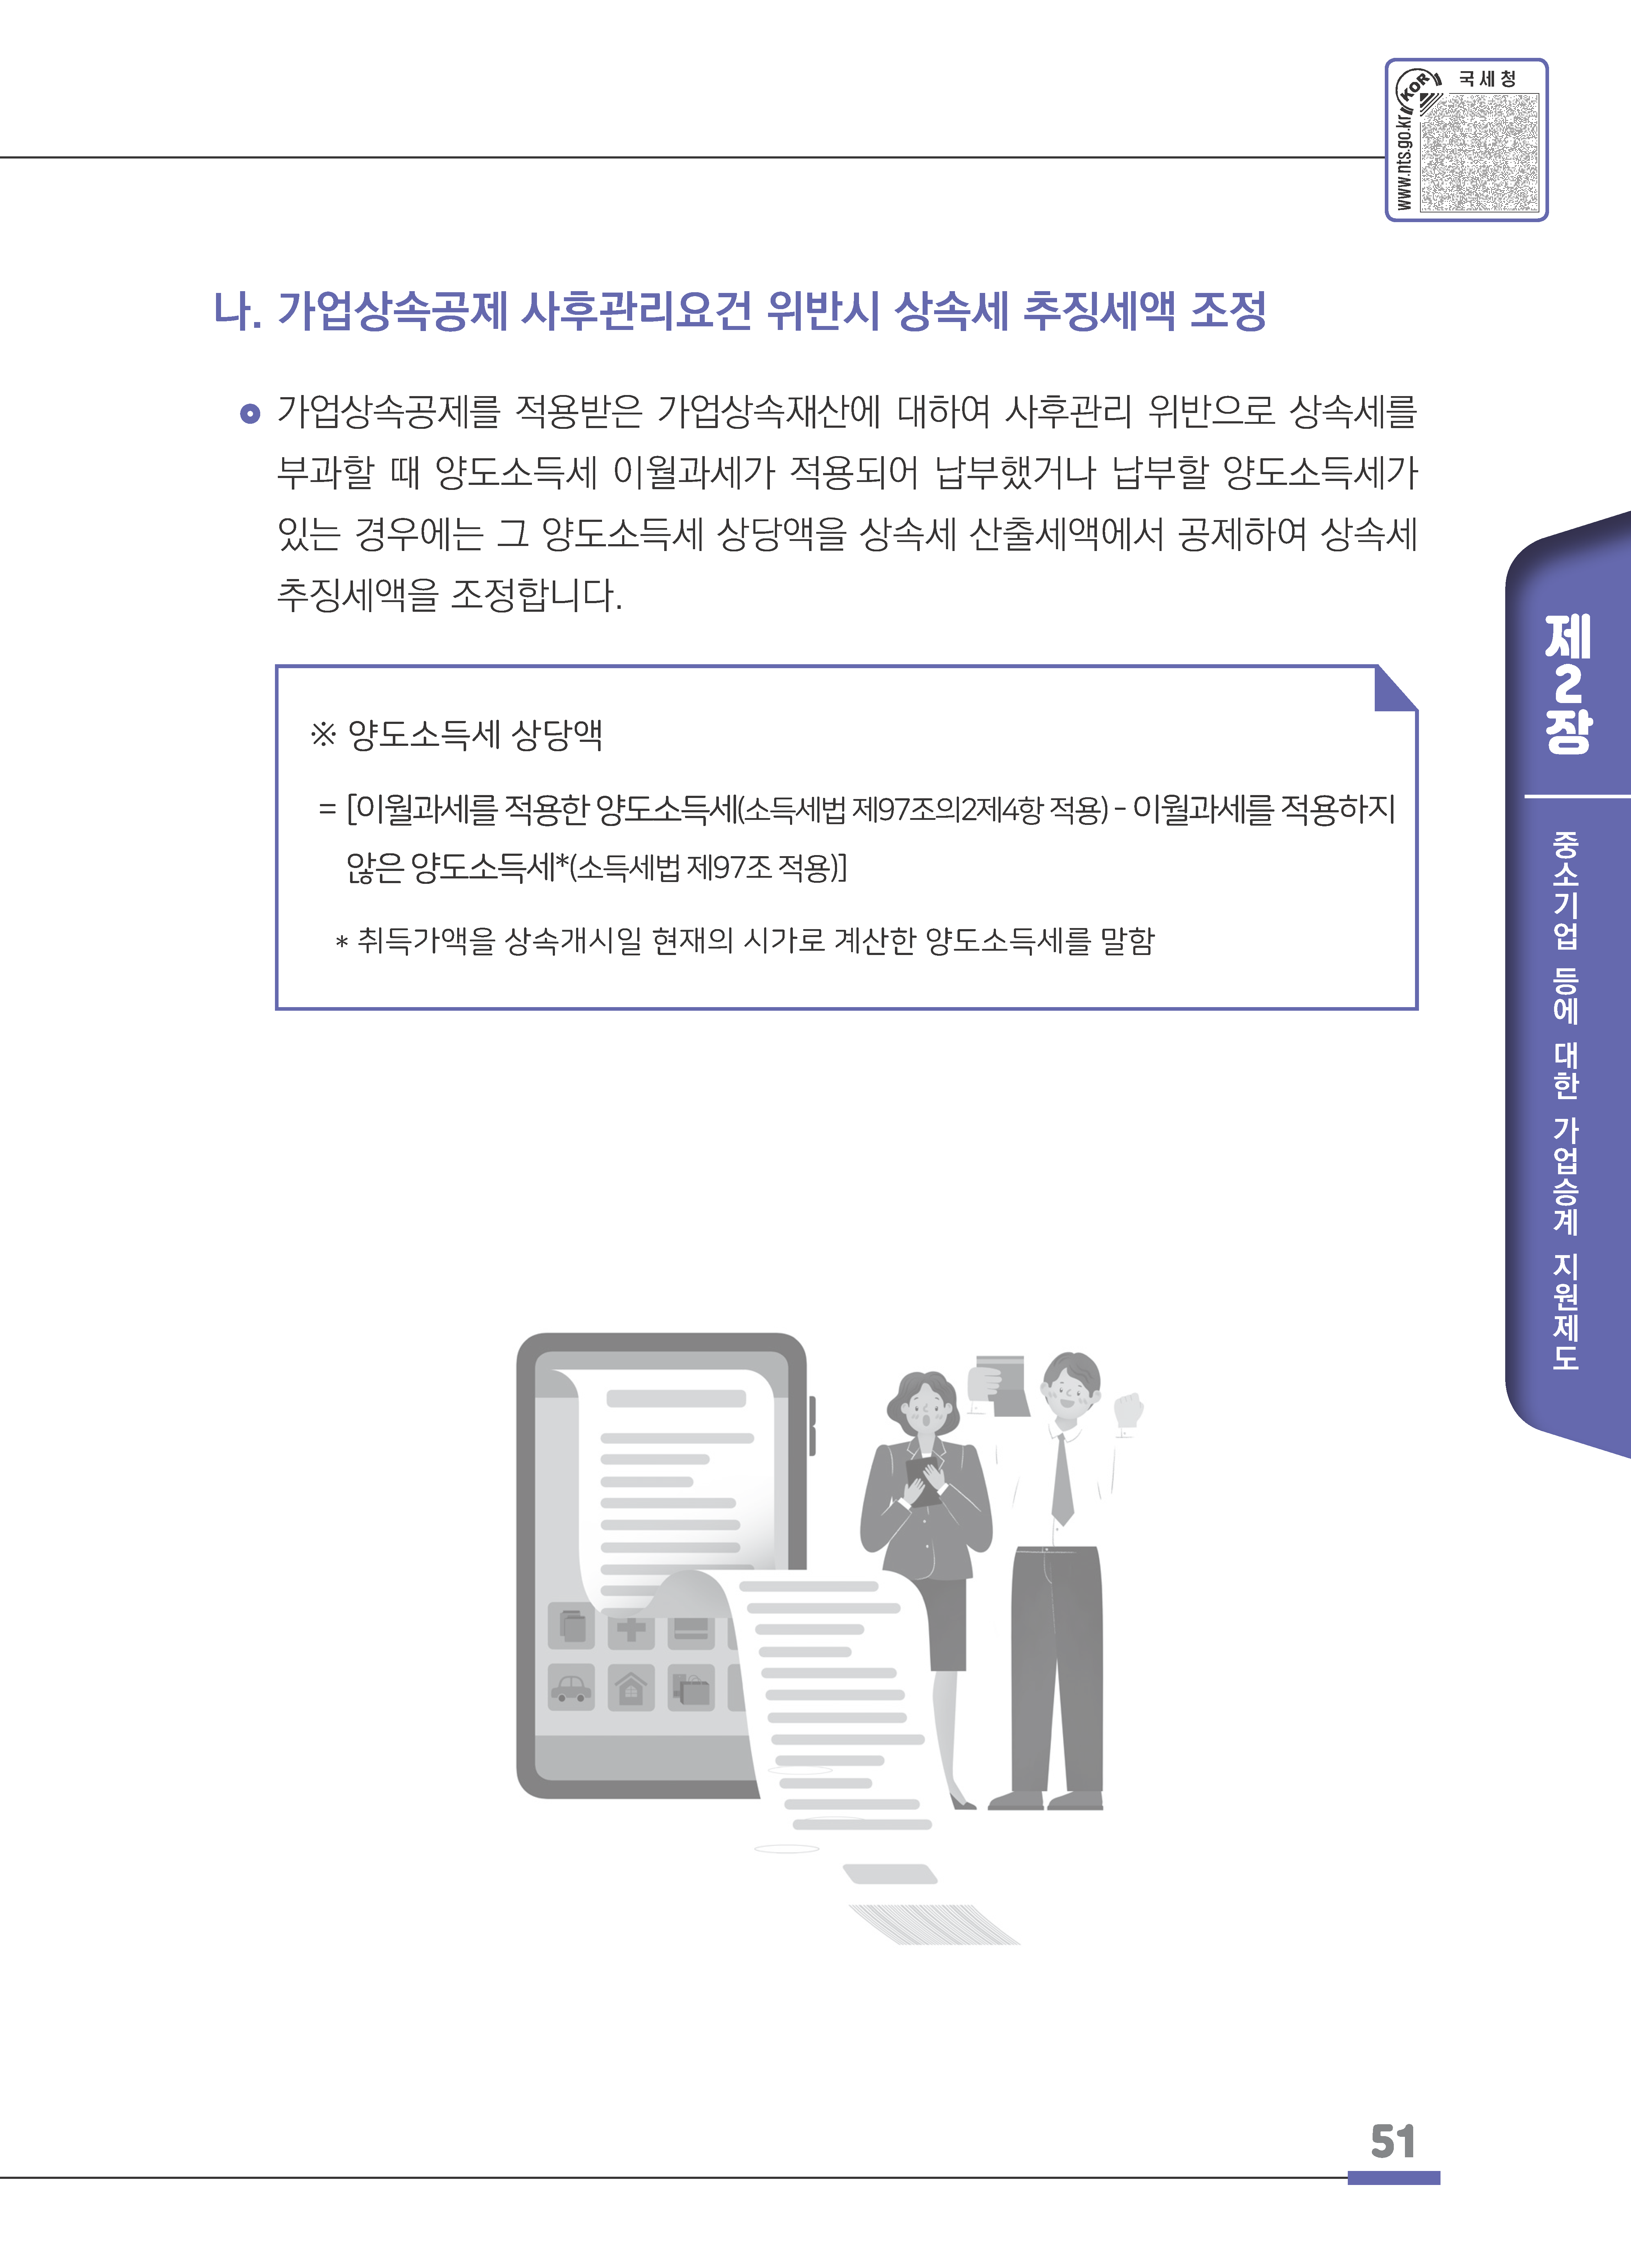 국세청
KOR
www.nts.go.kr
나. 가업상속공제 사후관리요건 위반시 상속세 추징세액 조정
가업상속공제를 적용받은 가업상속재산에 대하여 사후관리 위반으로 상속세를
부과할 때 양도소득세 이월과세가 적용되어 납부했거나 납부할 양도소득세가
있는 경우에는 그 양도소득세 상당액을 상속세 산출세액에서 공제하여 상속세
추징세액을 조정합니다.
※ 양도소득세 상당액
= [이월과세를 적용한 양도소득세(소득세법 제97조의2제4항 적용) - 이월과세를 적용하지
않은 양도소득세*(소득세법 제97조 적용)]
* 취득가액을 상속개시일 현재의 시가로 계산한 양도소득세를 말함
제2장
중소기업 등에 대한 가업승계 지원제도
51